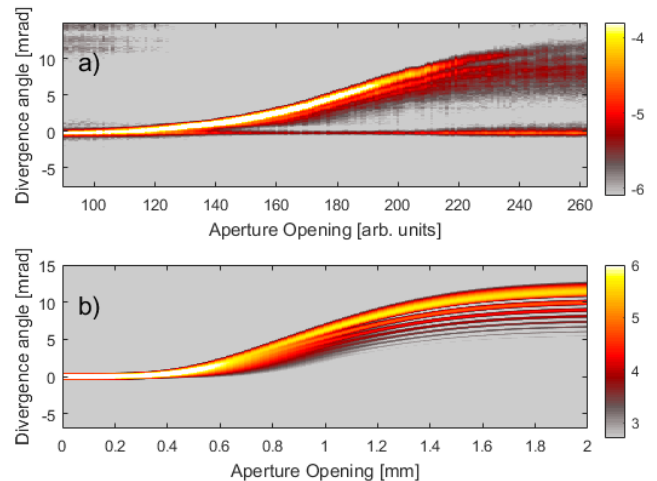 a)
Divergence angle [mrad]
10
5
0
-5
100 120 140 160 180 200 220 240 260
Aperture Opening [arb. units]
-4
-5
-6
b)
Divergence angle [mrad]
15
10
5
0
-5
0 0.2 0.4 0.6 0.8 1 1.2 1.4 1.6 1.8 2
Aperture Opening [mm]
6
5
4
3